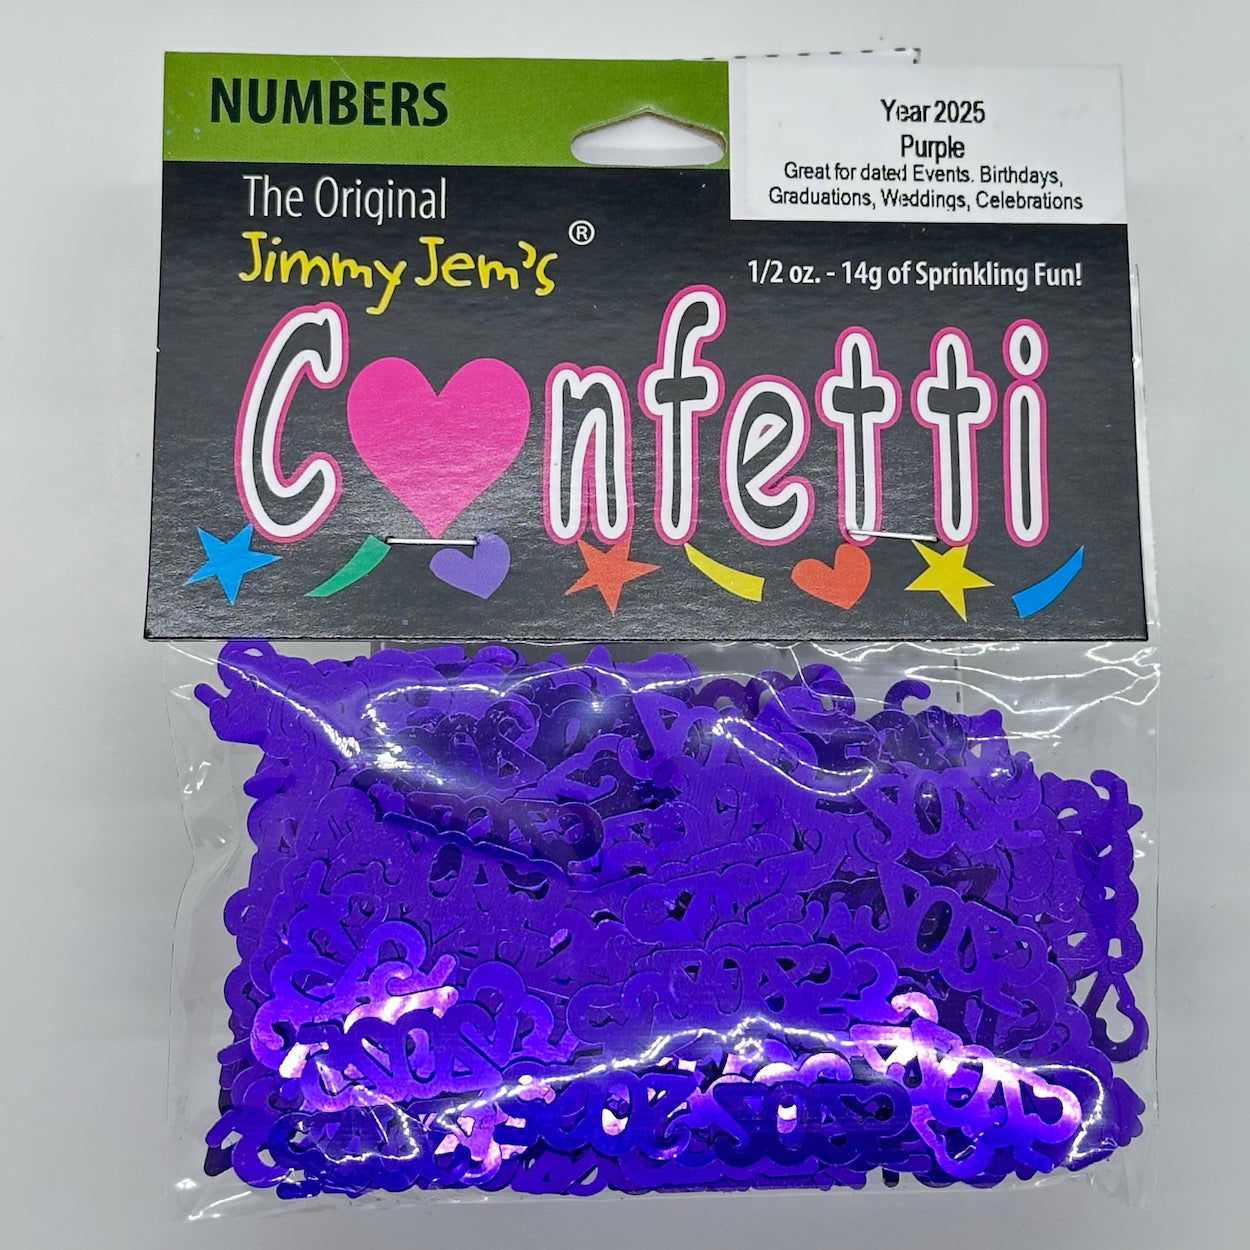 NUMBERS
Year 2025
Purple
Great for dated Events. Birthdays,
Graduations, Weddings, Celebrations
The Original
Jimmy Jem's®
1/2 oz. - 14g of Sprinkling Fun!
Confetti
2025